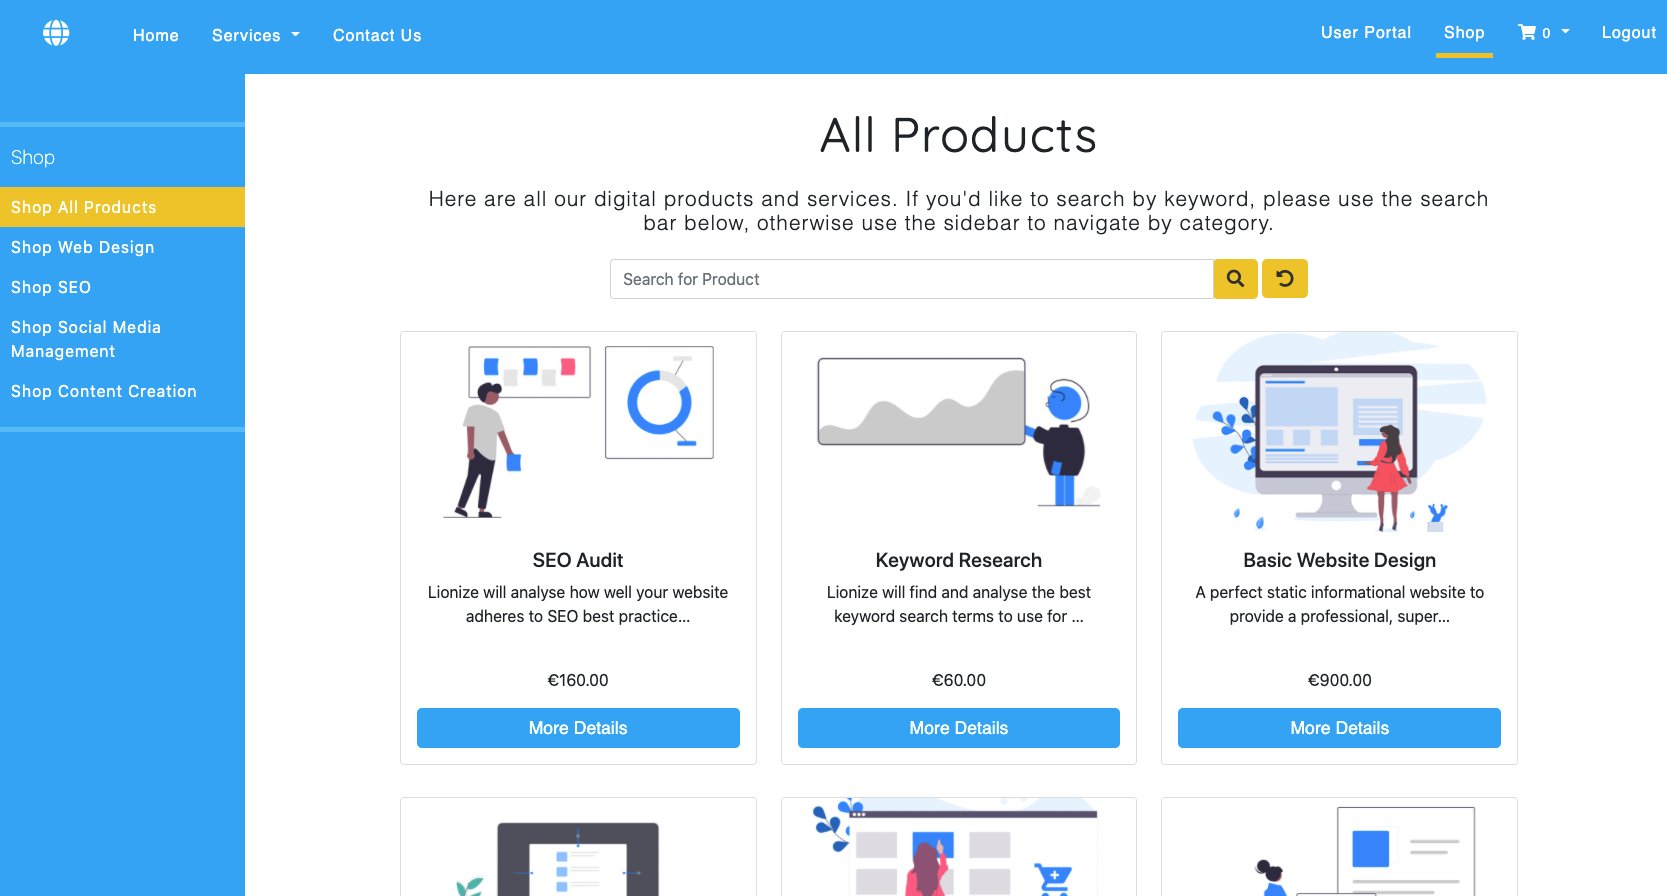 Home
Services
Contact Us
User Portal
Shop
0
Logout
Shop
Shop All Products
Shop Web Design
Shop SEO
Shop Social Media
Management
Shop Content Creation
All Products
Here are all our digital products and services. If you'd like to search by keyword, please use the search
bar below, otherwise use the sidebar to navigate by category.
Search for Product
SEO Audit
Lionize will analyse how well your website
adheres to SEO best practice...
€160.00
More Details
Keyword Research
Lionize will find and analyse the best
keyword search terms to use for ...
€60.00
More Details
Basic Website Design
A perfect static informational website to
provide a professional, super...
€900.00
More Details